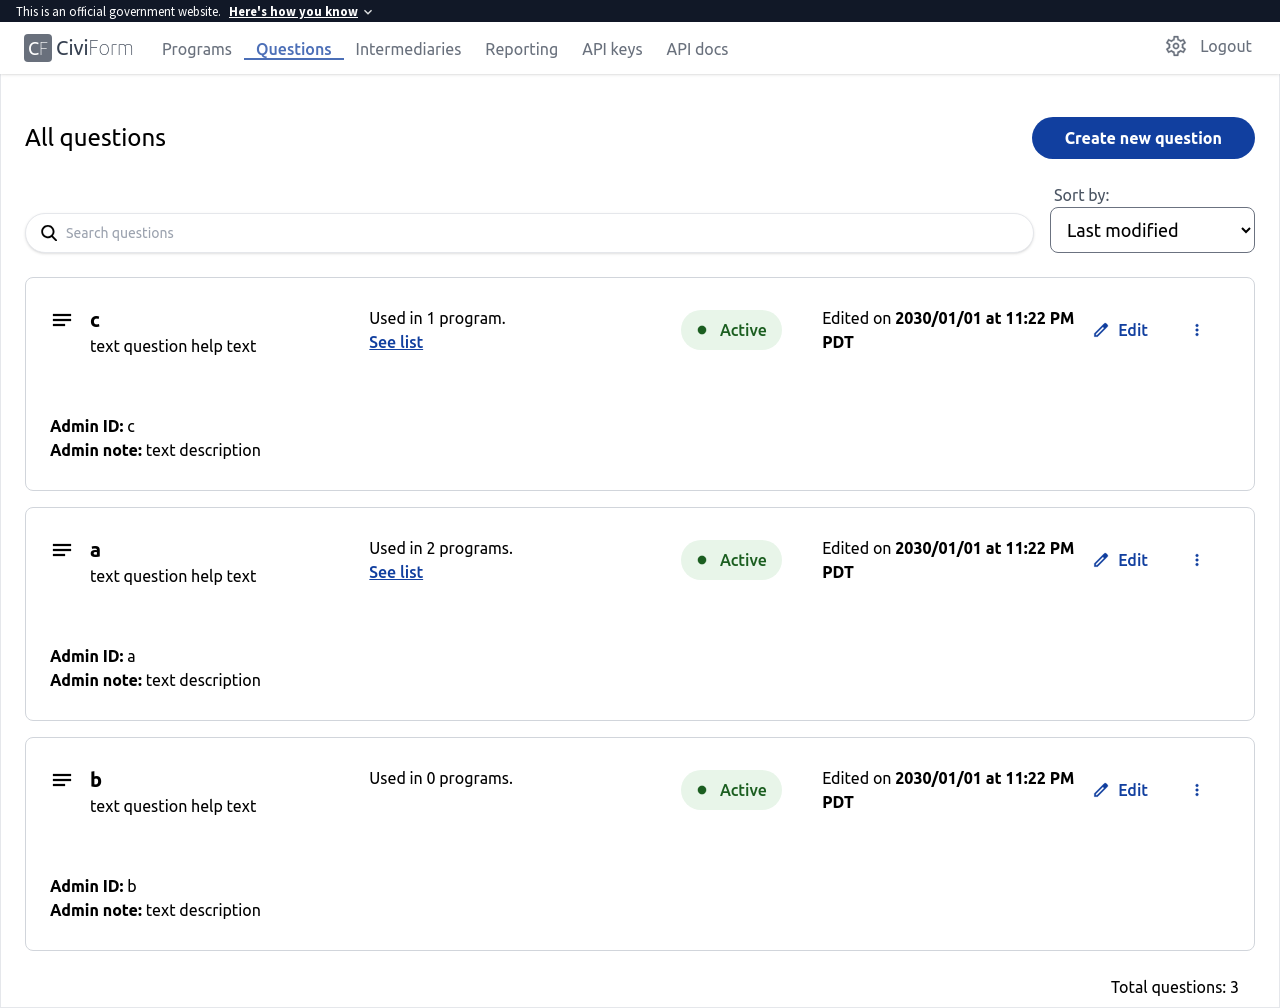 This is an official government website. Here's how you know
CF CiviForm Programs Questions Intermediaries Reporting API keys API docs Logout
All questions
Create new question
Sort by:
Search questions
Last modified
c
text question help text
Used in 1 program.
See list
Active
Edited on 2030/01/01 at 11:22 PM
PDT
Edit
Admin ID: c
Admin note: text description
a
text question help text
Used in 2 programs.
See list
Active
Edited on 2030/01/01 at 11:22 PM
PDT
Edit
Admin ID: a
Admin note: text description
b
text question help text
Used in 0 programs.
Active
Edited on 2030/01/01 at 11:22 PM
PDT
Edit
Admin ID: b
Admin note: text description
Total questions: 3